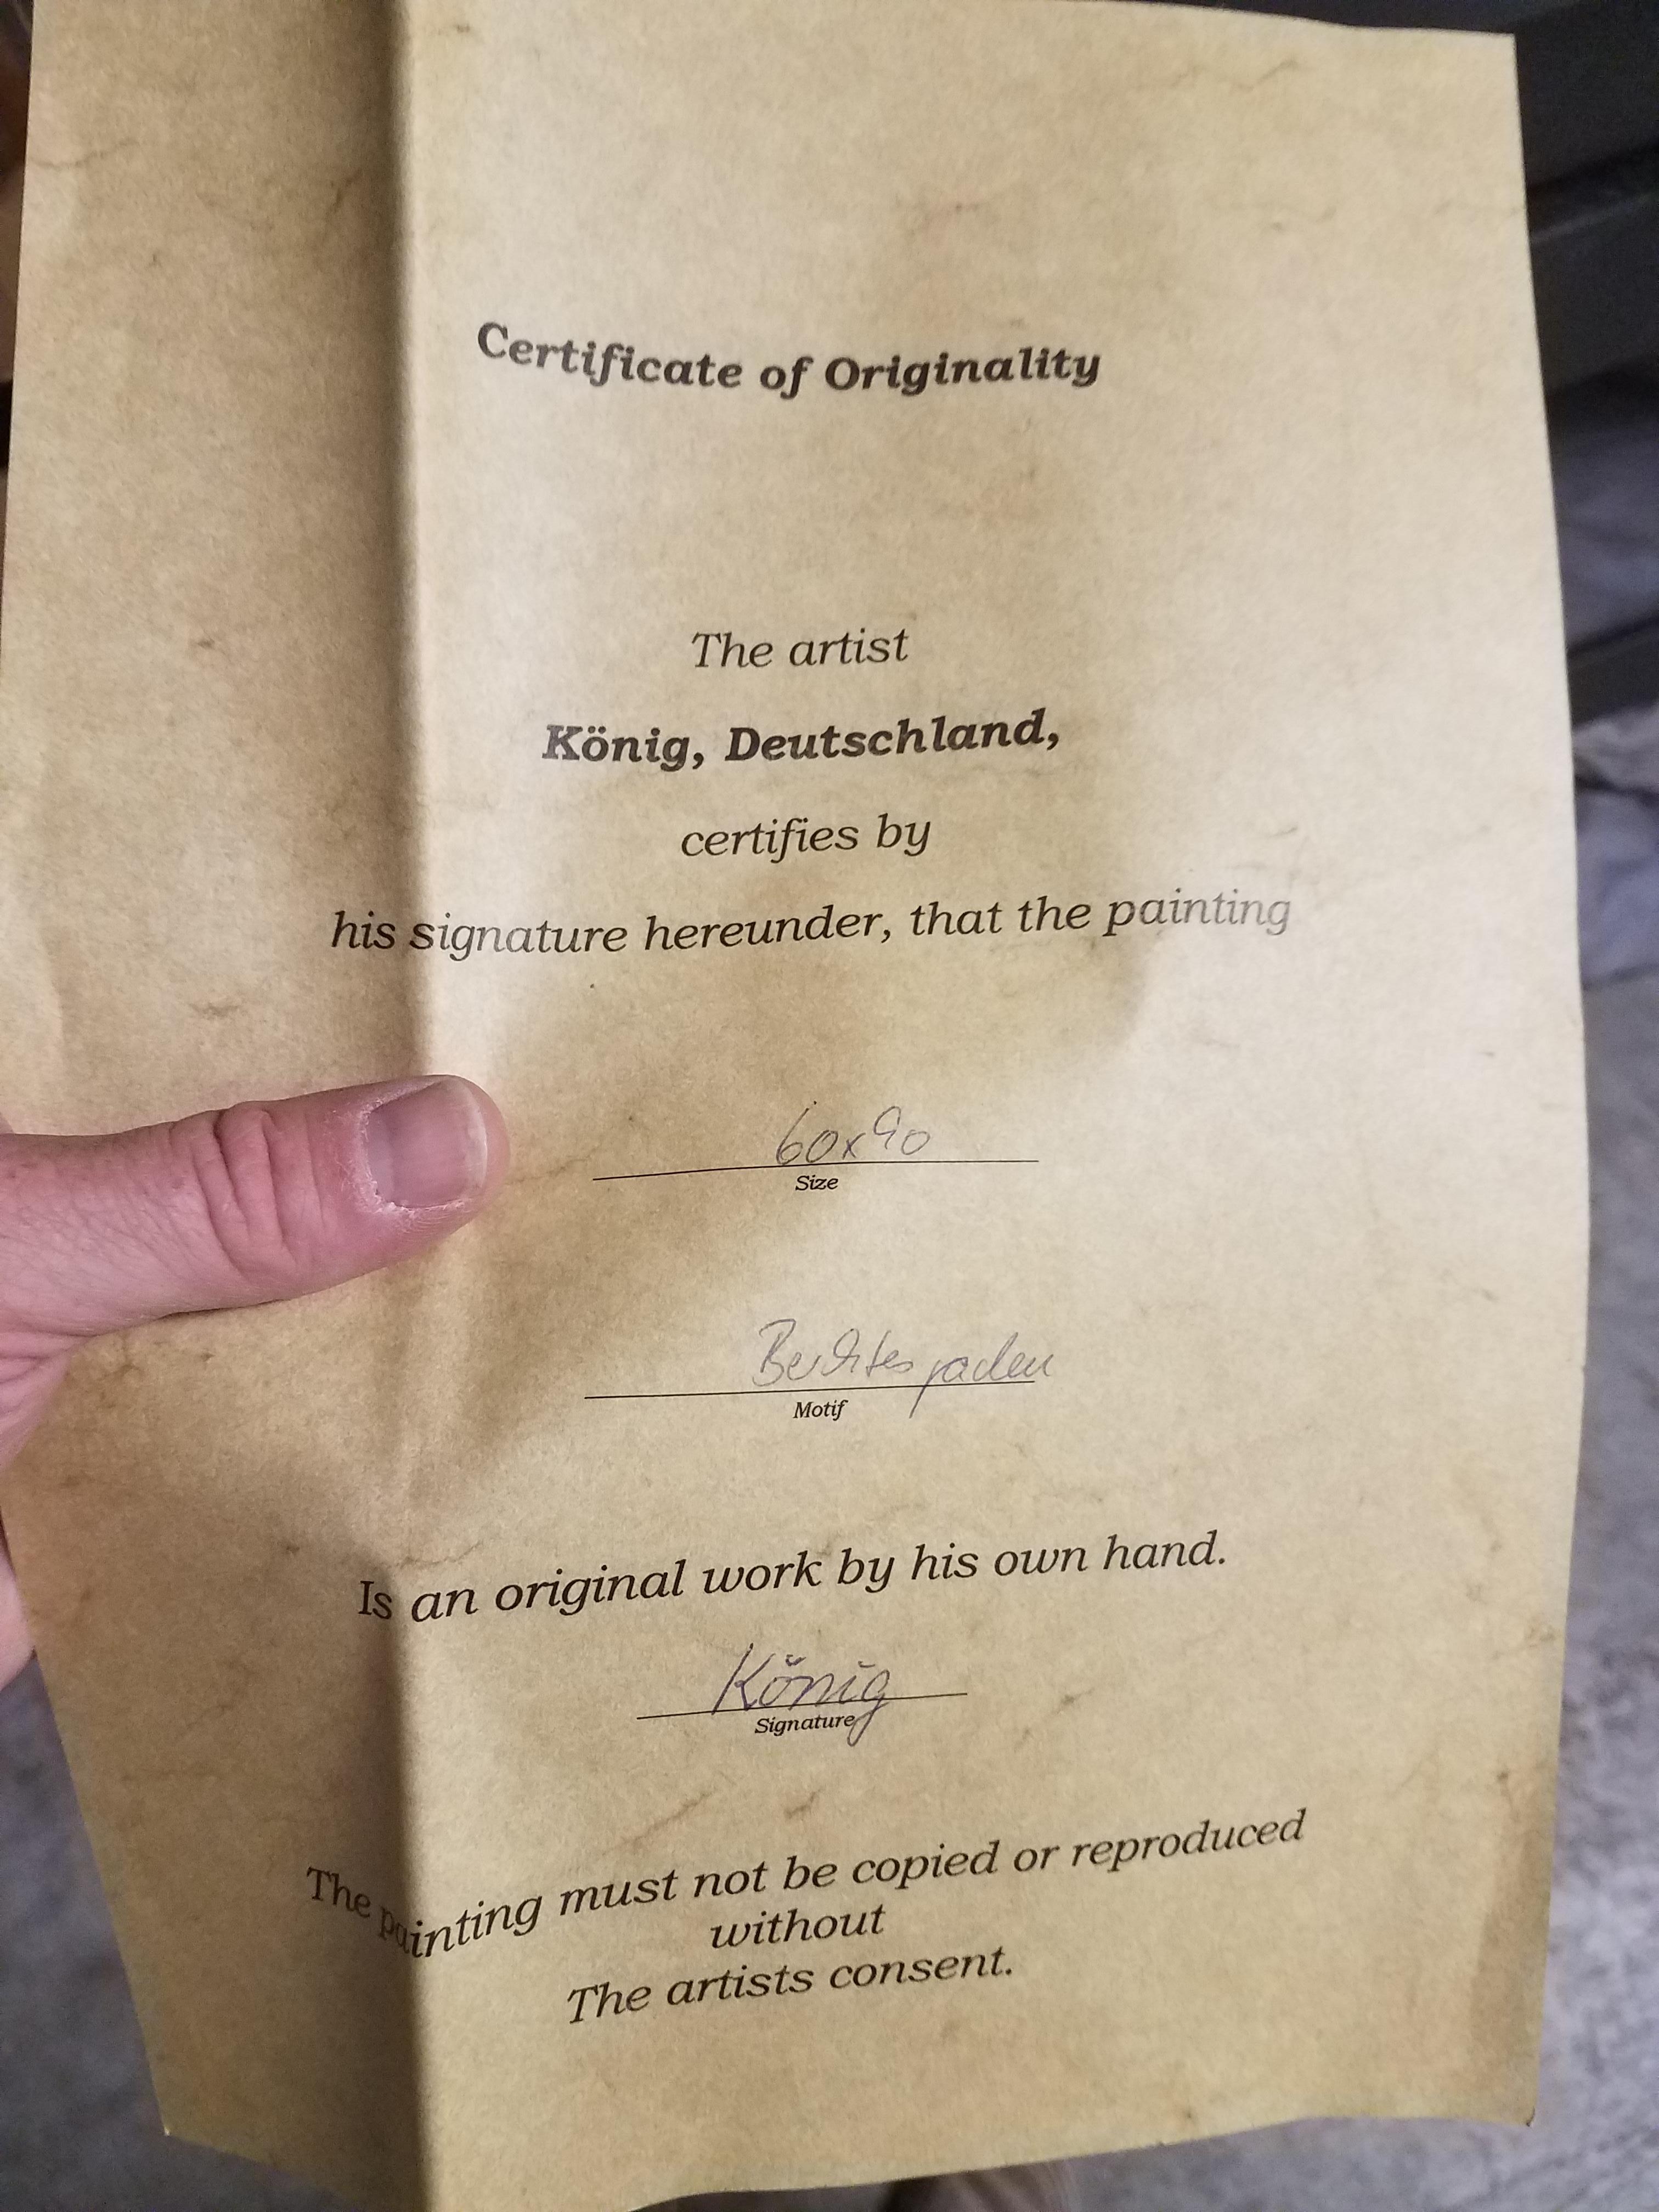 Certificate of Originality
The artist
König, Deutschland,
certifies by
his signature hereunder, that the painting
60x90
Size
Berchtesgaden
Motif
Is an original work by his own hand.
König
Signature
The painting must not be copied or reproduced
without
The artists consent.